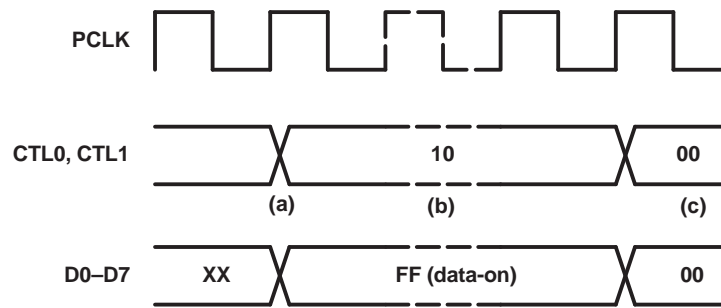 PCLK
CTL0, CTL1 10 00
(a) (b) (c)
D0–D7 XX FF (data-on) 00